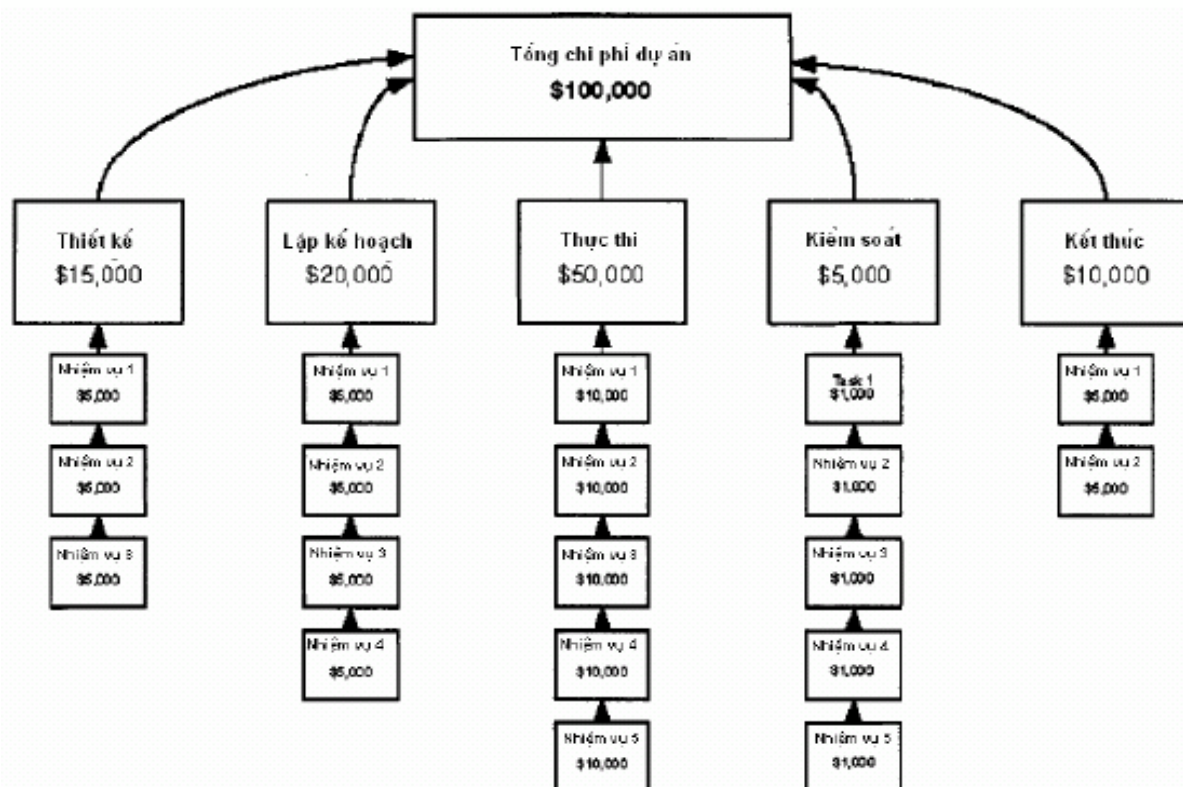 Tổng chi phí dự án
$100,000
Thiết kế
$15,000
Lập kế hoạch
$20,000
Thực thi
$50,000
Kiểm soát
$5,000
Kết thúc
$10,000
Nhiệm vụ 1
$5,000
Nhiệm vụ 2
$5,000
Nhiệm vụ 3
$5,000
Nhiệm vụ 1
$5,000
Nhiệm vụ 2
$5,000
Nhiệm vụ 3
$5,000
Nhiệm vụ 4
$5,000
Nhiệm vụ 1
$10,000
Nhiệm vụ 2
$10,000
Nhiệm vụ 3
$10,000
Nhiệm vụ 4
$10,000
Nhiệm vụ 5
$10,000
Task 1
$1,000
Nhiệm vụ 2
$1,000
Nhiệm vụ 3
$1,000
Nhiệm vụ 4
$1,000
Nhiệm vụ 5
$1,000
Nhiệm vụ 1
$5,000
Nhiệm vụ 2
$5,000